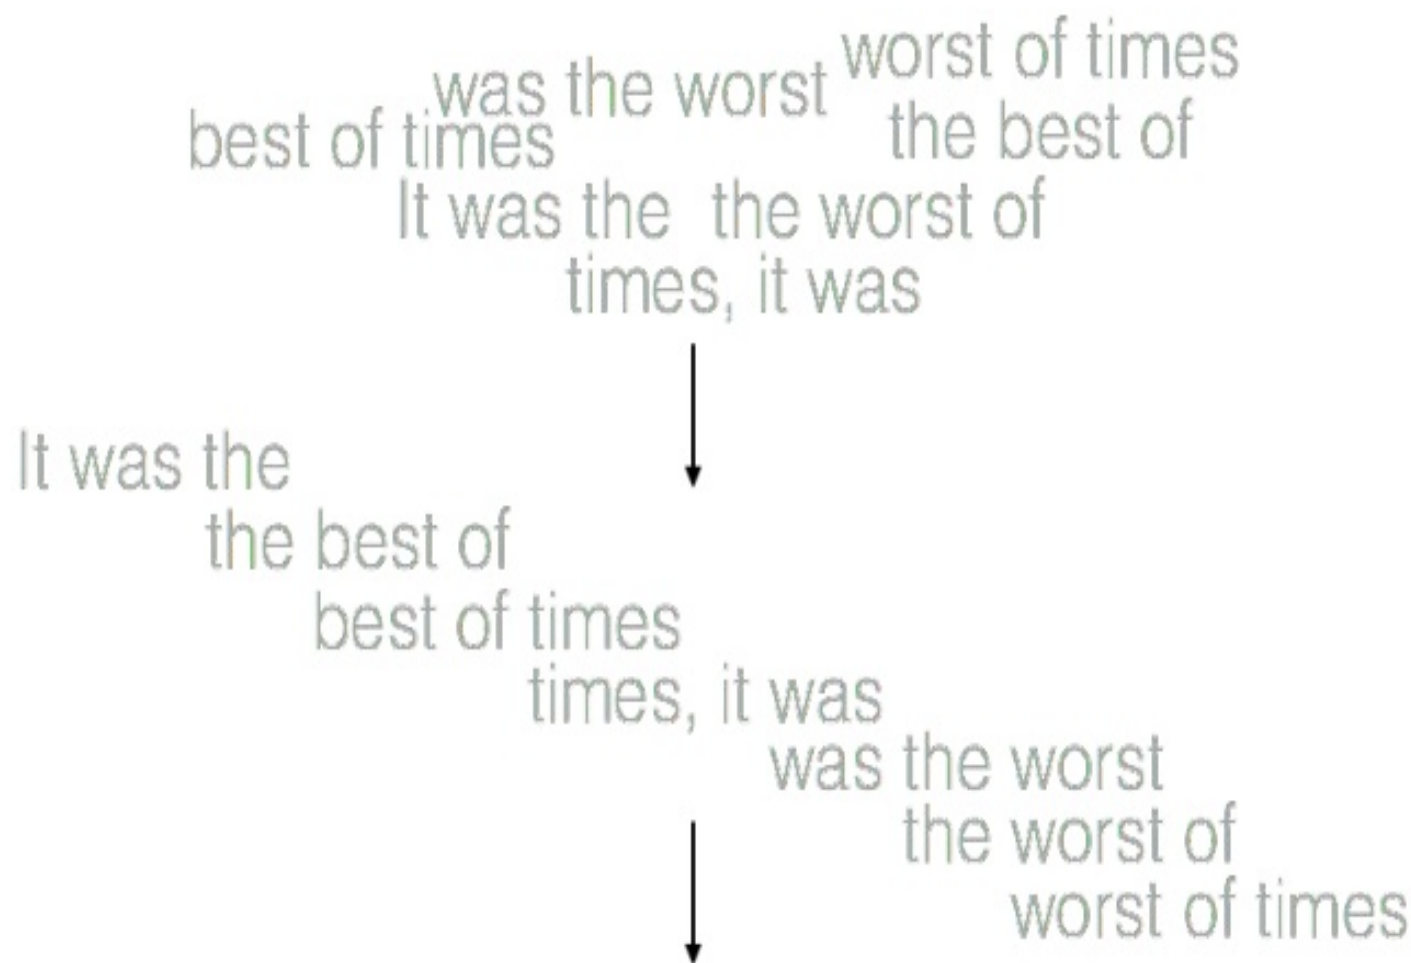 worst of times
was the worst
the best of
best of times
It was the the worst of
times, it was
It was the
the best of
best of times
times, it was
was the worst
the worst of
worst of times